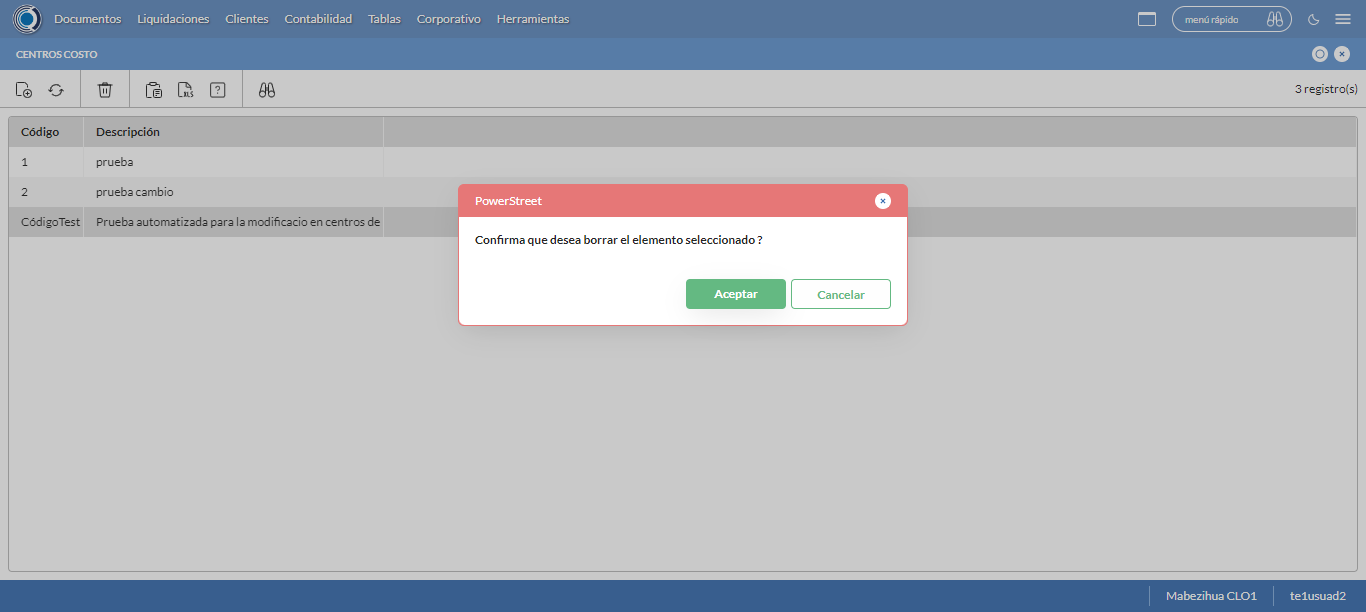 Documentos Liquidaciones Clientes Contabilidad Tablas Corporativo Herramientas menú rápido
CENTROS COSTO
XLS ? 3 registro(s)
Código Descripción
1 prueba
2 prueba cambio
CódigoTest Prueba automatizada para la modificacio en centros de
PowerStreet
Confirma que desea borrar el elemento seleccionado ?
Aceptar Cancelar
Mabezihua CLO1 te1usuad2